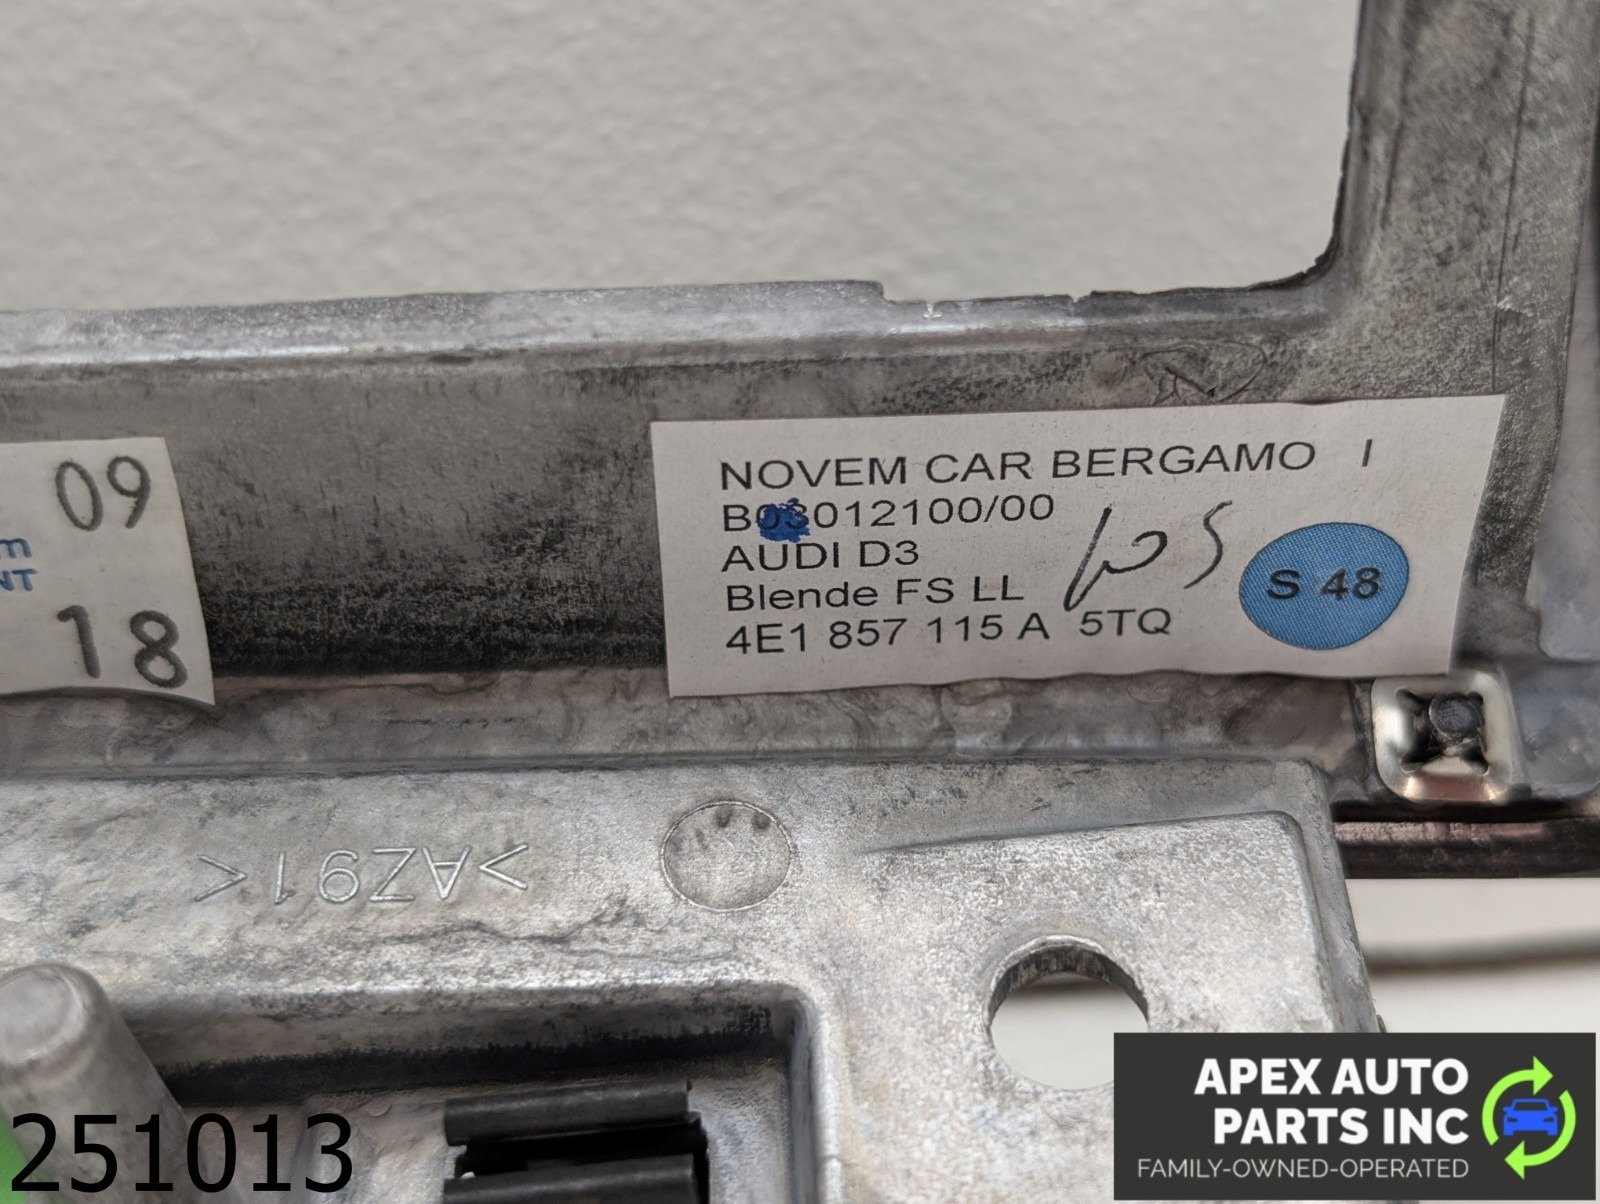 09
m
NT
18
NOVEM CAR BERGAMO I
B03012100/00
AUDI D3
Blende FS LL
4E1 857 115 A 5TQ
S 48
>AZ91<
251013
APEX AUTO
PARTS INC
FAMILY-OWNED-OPERATED